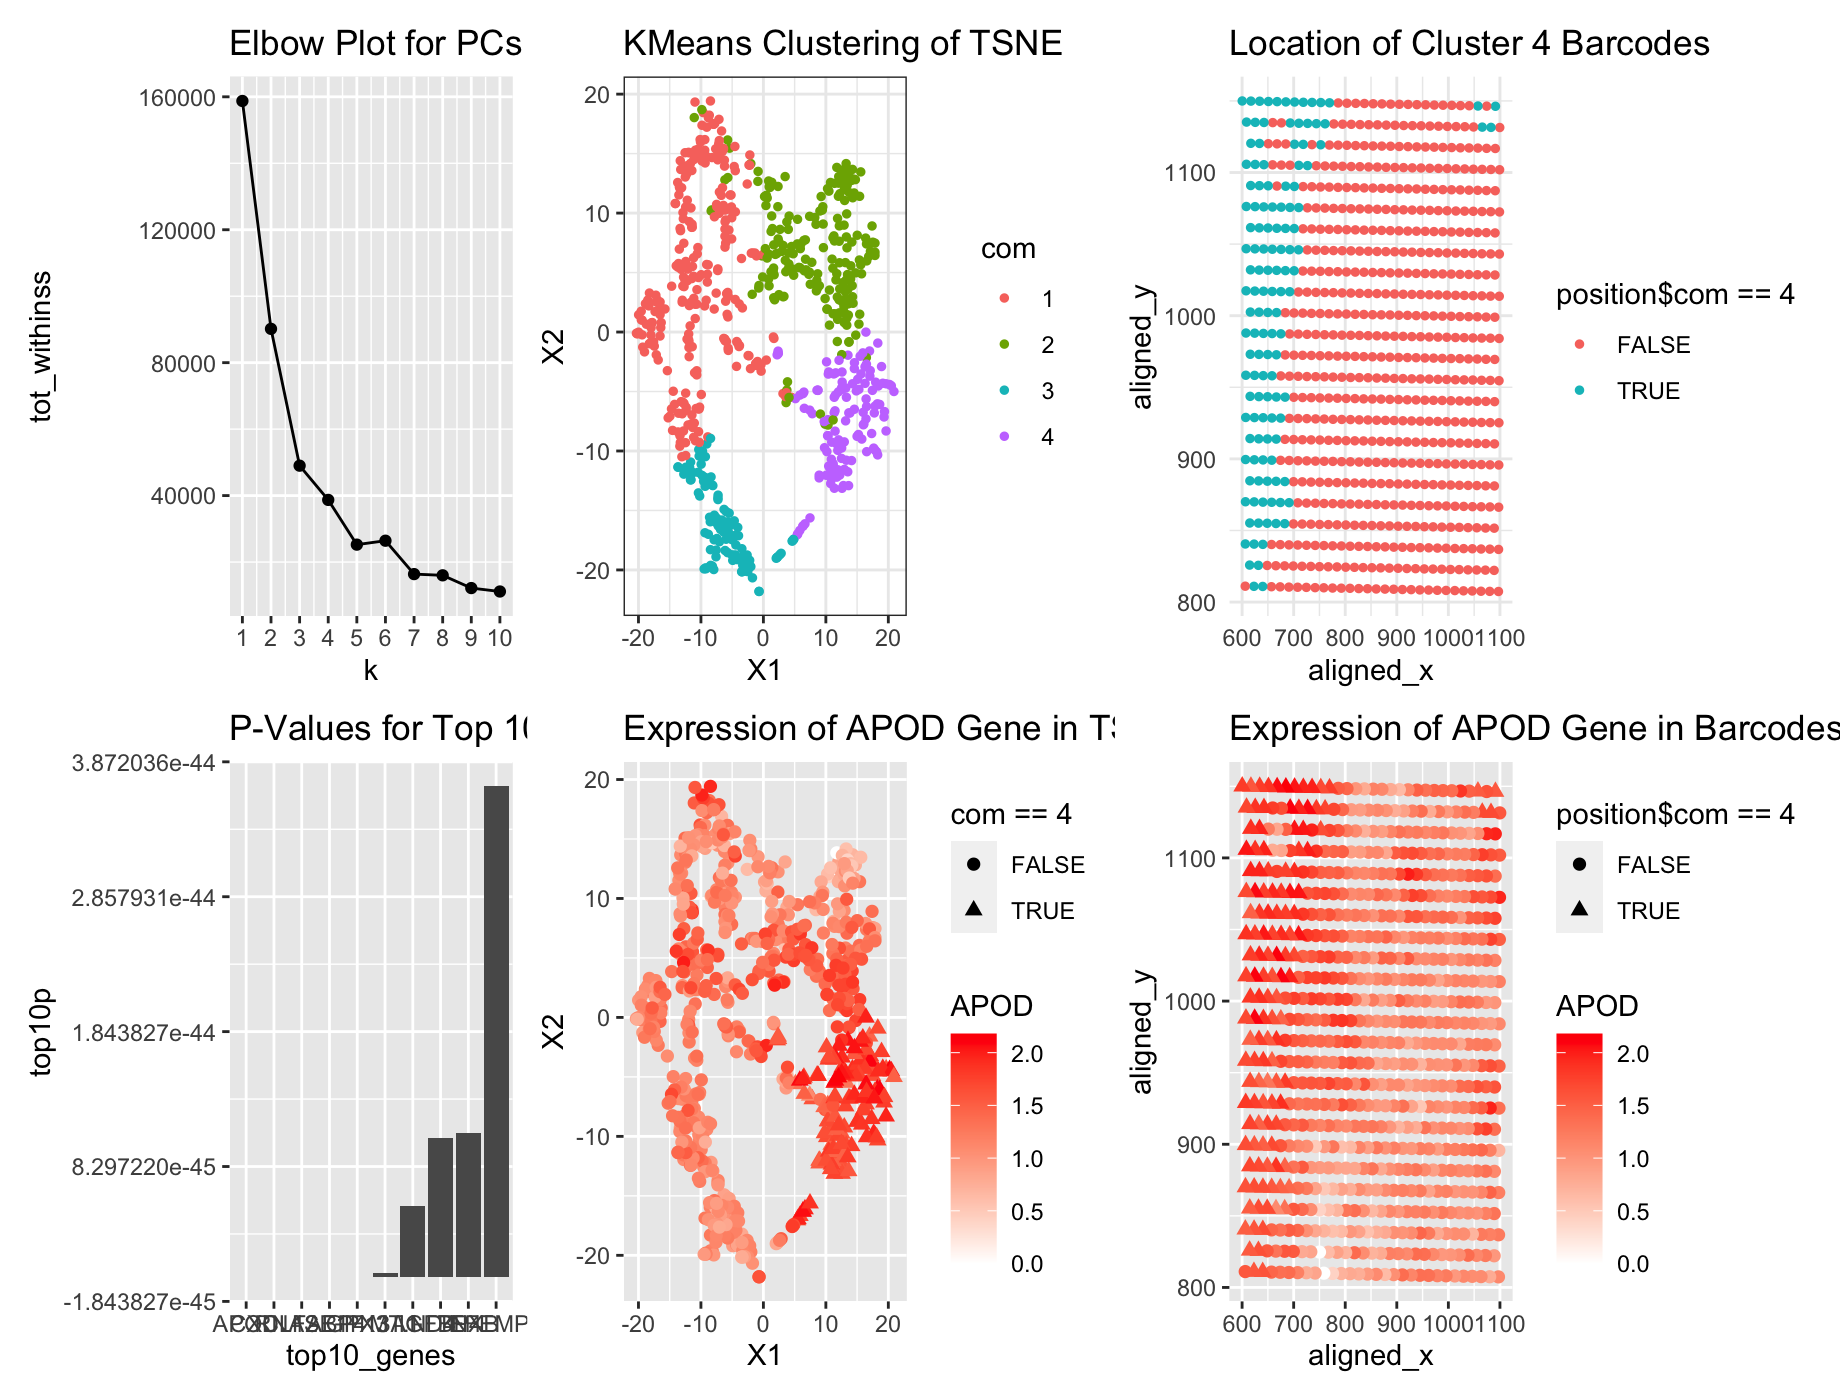 Elbow Plot for PCs
160000
120000
80000
40000
tot_withinss
1 2 3 4 5 6 7 8 9 10
k
KMeans Clustering of TSNE
20
10
0
-10
-20
X2
-20 -10 0 10 20
X1
com
1
2
3
4
Location of Cluster 4 Barcodes
1100
1000
900
800
aligned_y
600 700 800 900 1000 1100
aligned_x
position$com == 4
FALSE
TRUE
P-Values for Top 10
3.872036e-44
2.857931e-44
1.843827e-44
8.297220e-45
-1.843827e-45
top10p
top10_genes
Expression of APOD Gene in TS
20
10
0
-10
-20
X2
-20 -10 0 10 20
X1
com == 4
FALSE
TRUE
APOD
2.0
1.5
1.0
0.5
0.0
Expression of APOD Gene in Barcodes
1100
1000
900
800
aligned_y
600 700 800 900 1000 1100
aligned_x
position$com == 4
FALSE
TRUE
APOD
2.0
1.5
1.0
0.5
0.0